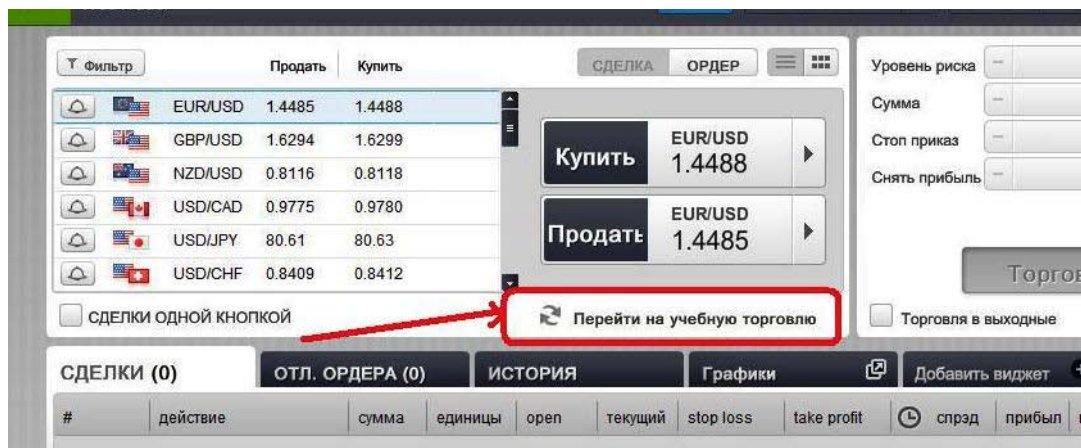 Фильтр Продать Купить СДЕЛКА ОРДЕР
EUR/USD 1.4485 1.4488
GBP/USD 1.6294 1.6299
NZD/USD 0.8116 0.8118
USD/CAD 0.9775 0.9780
USD/JPY 80.61 80.63
USD/CHF 0.8409 0.8412
Купить EUR/USD 1.4488
Продать EUR/USD 1.4485
СДЕЛКИ ОДНОЙ КНОПКОЙ
Перейти на учебную торговлю
Уровень риска
Сумма
Стоп приказ
Снять прибыль
Торгов
Торговля в выходные
СДЕЛКИ (0) ОТЛ. ОРДЕРА (0) ИСТОРИЯ Графики Добавить виджет
# действие сумма единицы open текущий stop loss take profit спрэд прибыл